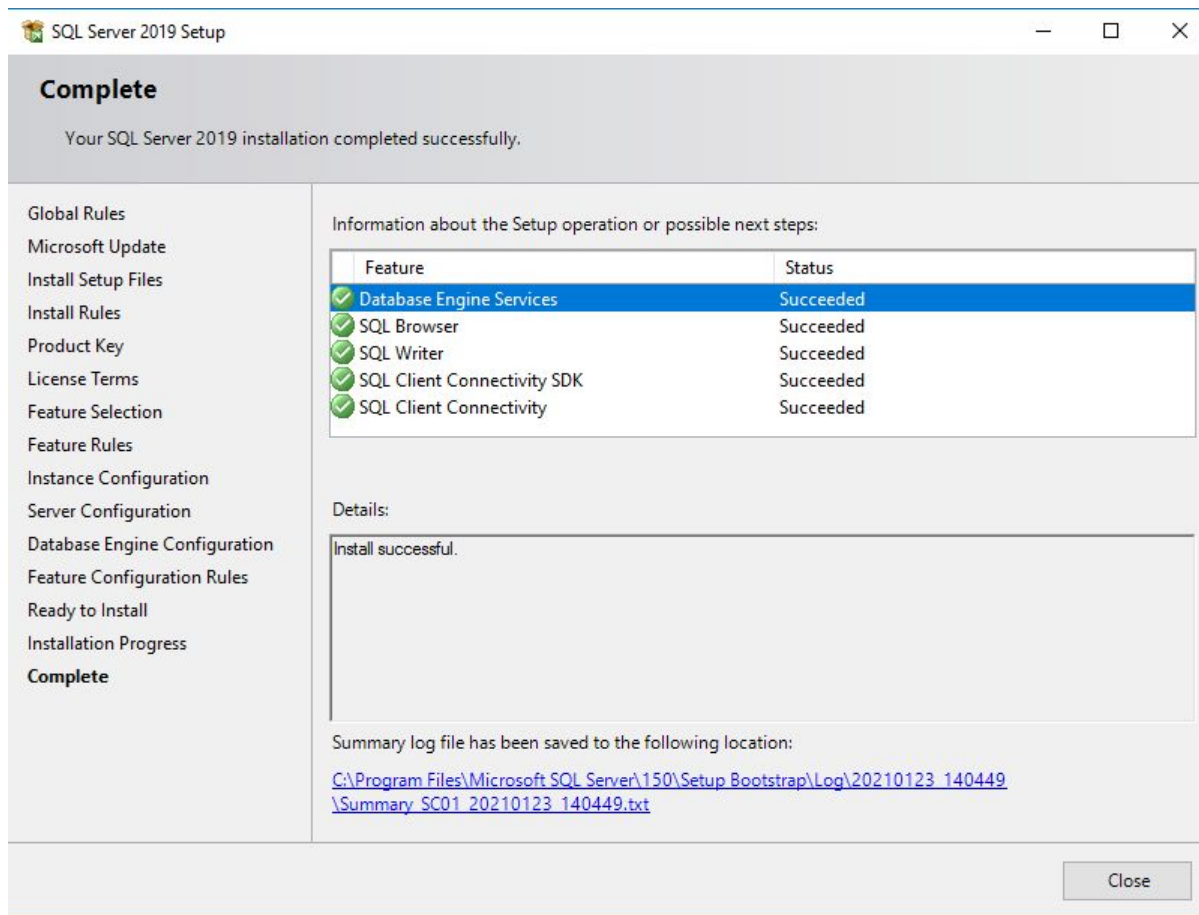 SQL Server 2019 Setup
Complete
Your SQL Server 2019 installation completed successfully.
Global Rules
Microsoft Update
Install Setup Files
Install Rules
Product Key
License Terms
Feature Selection
Feature Rules
Instance Configuration
Server Configuration
Database Engine Configuration
Feature Configuration Rules
Ready to Install
Installation Progress
Complete
Information about the Setup operation or possible next steps:
Feature Status
Database Engine Services Succeeded
SQL Browser Succeeded
SQL Writer Succeeded
SQL Client Connectivity SDK Succeeded
SQL Client Connectivity Succeeded
Details:
Install successful.
Summary log file has been saved to the following location:
C:\Program Files\Microsoft SQL Server\150\Setup Bootstrap\Log\20210123_140449
\Summary_SC01_20210123_140449.txt
Close